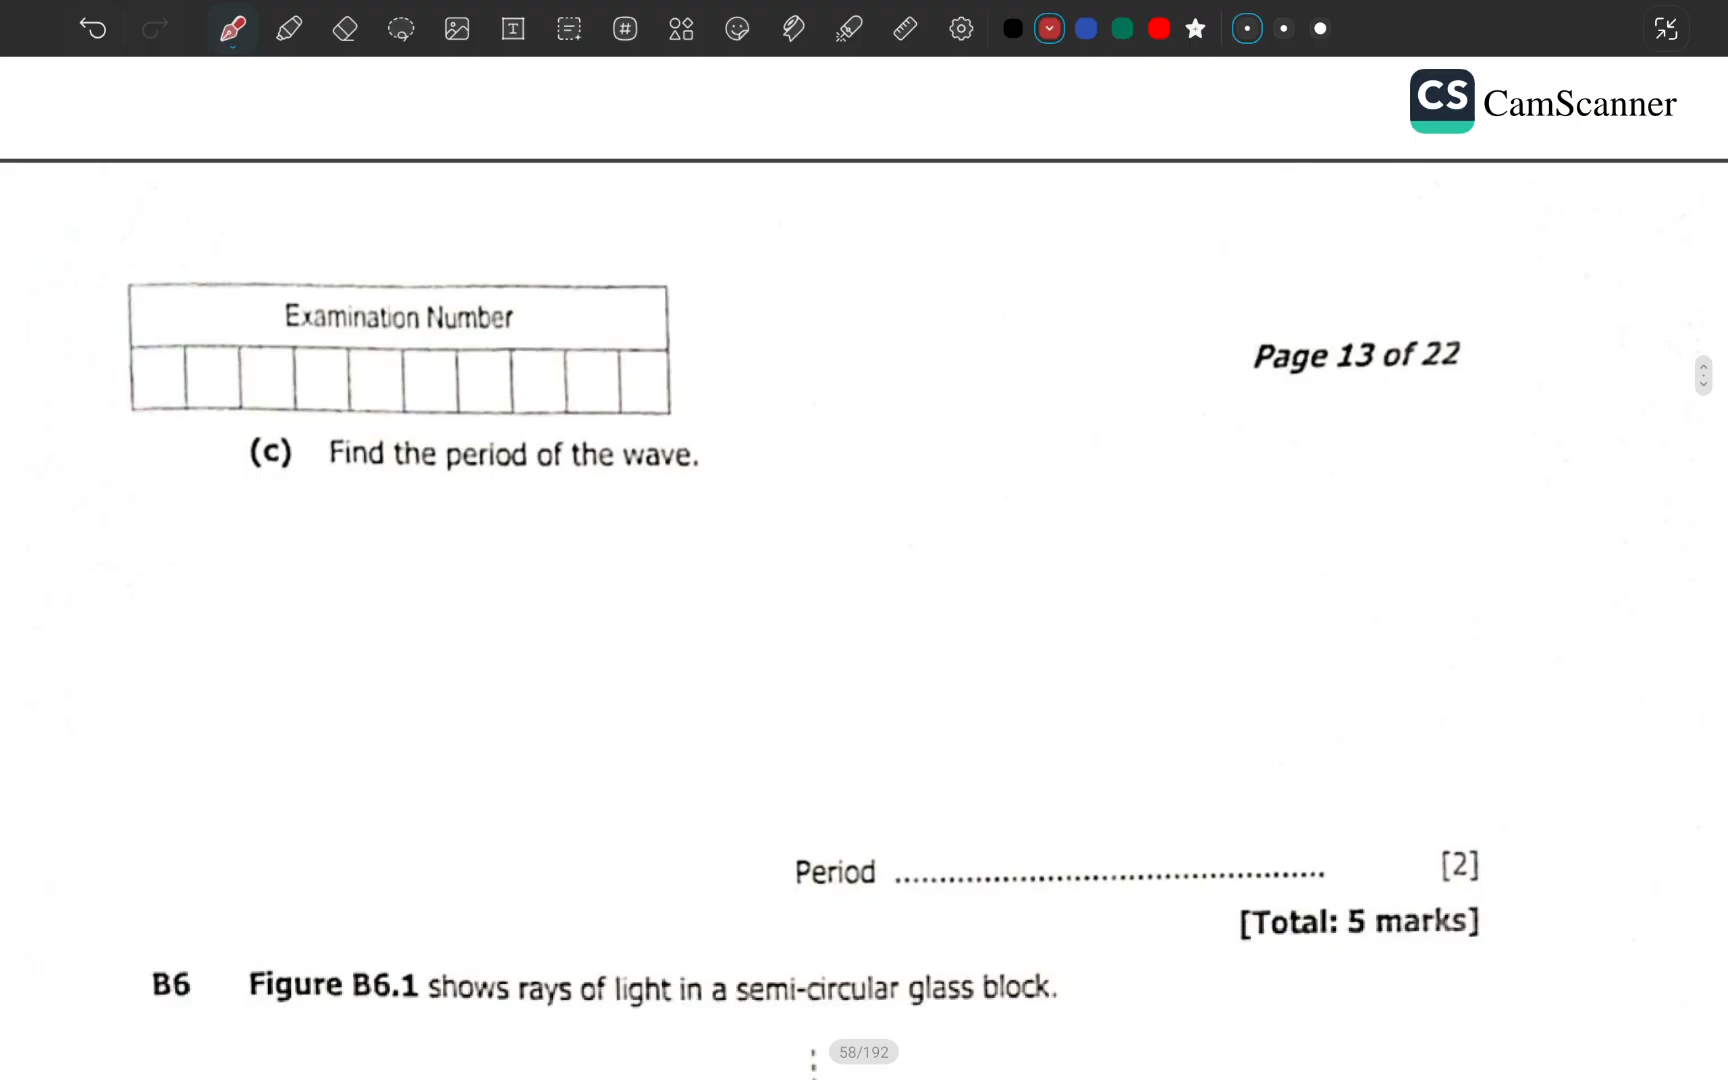 CS CamScanner
Examination Number
Page 13 of 22
(c) Find the period of the wave.
Period ................................................ [2]
[Total: 5 marks]
B6 Figure B6.1 shows rays of light in a semi-circular glass block.
58/192